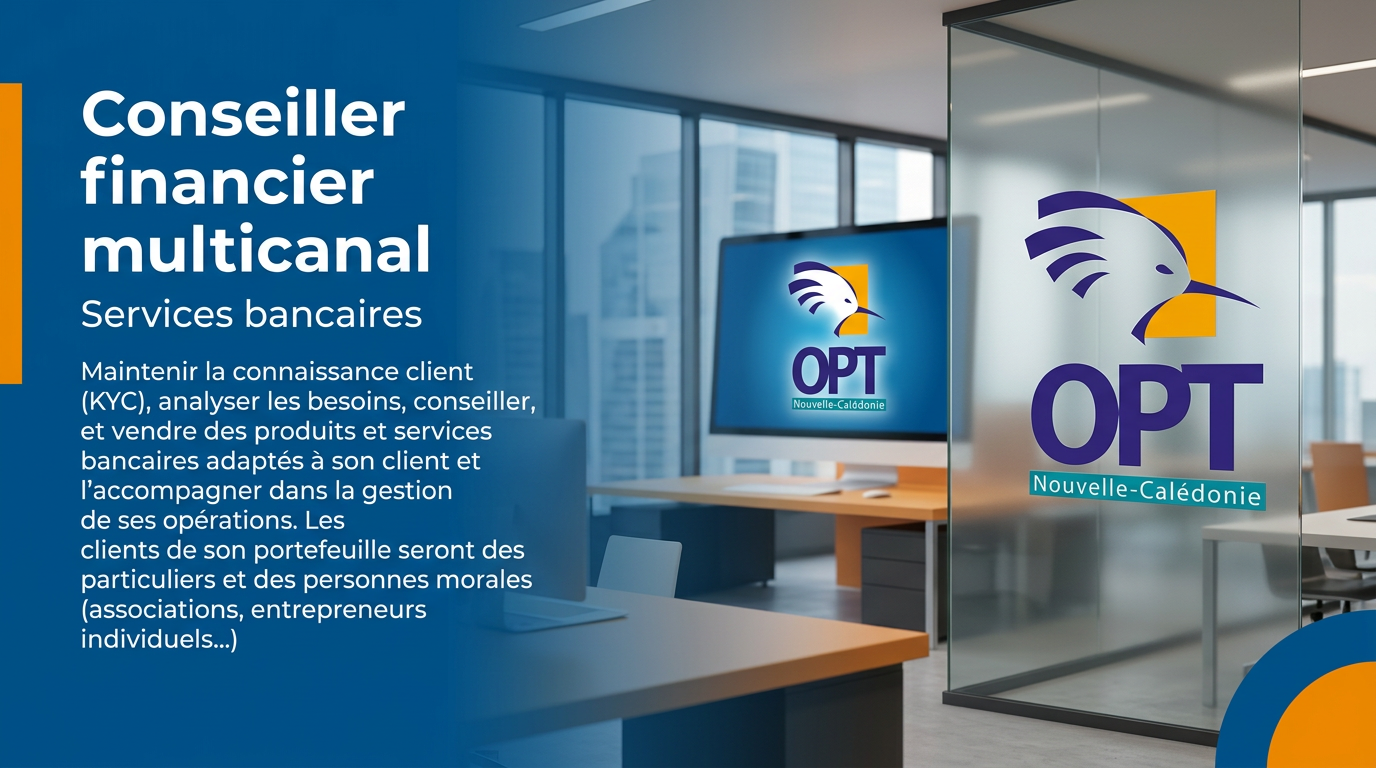 Conseiller
financier
multicanal
Services bancaires
Maintenir la connaissance client
(KYC), analyser les besoins, conseiller,
et vendre des produits et services
bancaires adaptés à son client et
l’accompagner dans la gestion
de ses opérations. Les
clients de son portefeuille seront des
particuliers et des personnes morales
(associations, entrepreneurs
individuels...)
OPT
Nouvelle-Calédonie
OPT
Nouvelle-Calédonie